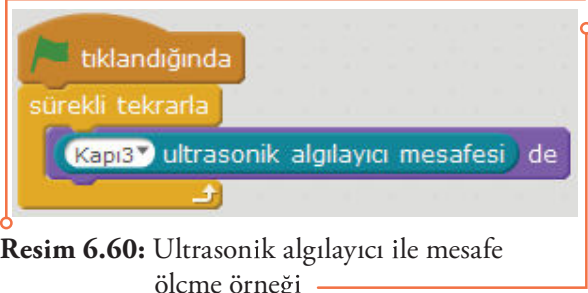 tıklandığında
sürekli tekrarla
Kapı3 ultrasonik algılayıcı mesafesi de
Resim 6.60: Ultrasonik algılayıcı ile mesafe
ölçme örneği